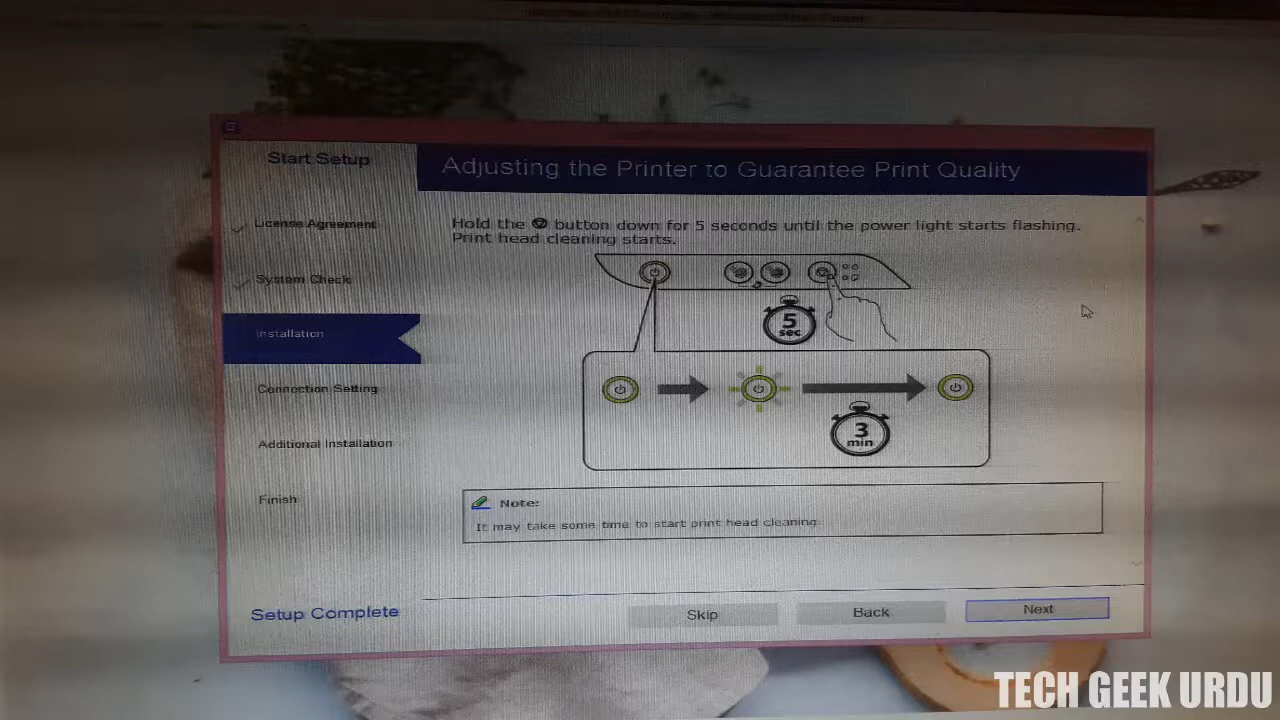 Start Setup
Adjusting the Printer to Guarantee Print Quality
License Agreement
System Check
Installation
Connection Setting
Additional Installation
Finish
Setup Complete
Hold the button down for 5 seconds until the power light starts flashing.
Print head cleaning starts.
5
sec
3
min
Note:
It may take some time to start print head cleaning.
Skip
Back
Next
TECH GEEK URDU